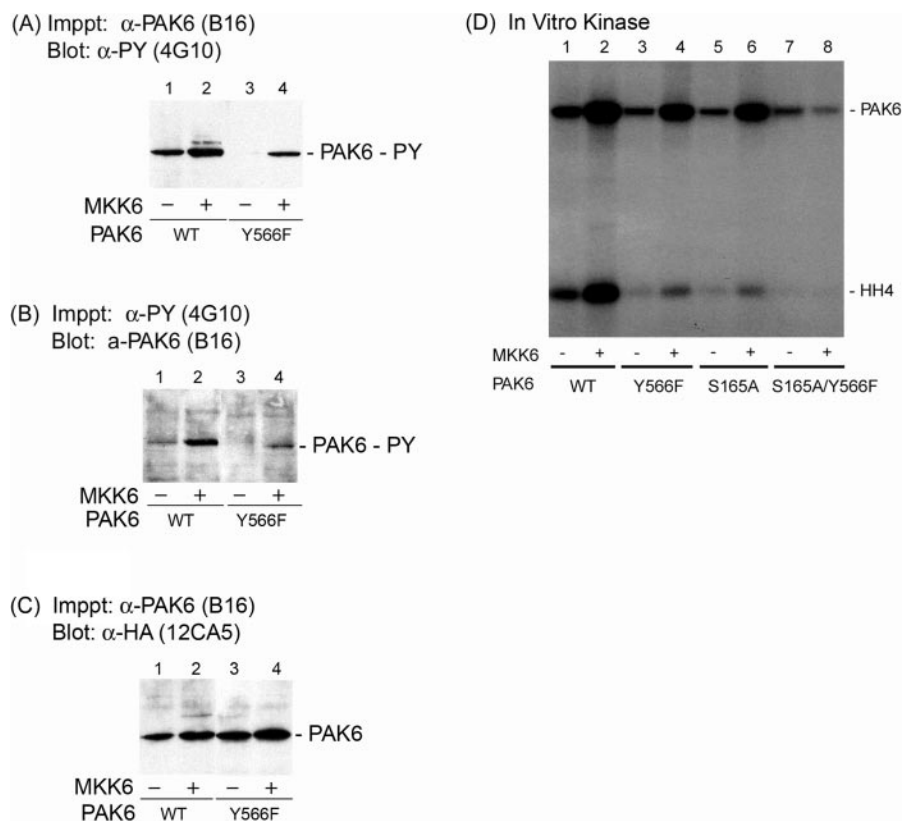 (A) Imppt: α-PAK6 (B16)
Blot: α-PY (4G10)
1 2 3 4
- PAK6 - PY
MKK6 − + − +
PAK6 WT Y566F
(B) Imppt: α-PY (4G10)
Blot: a-PAK6 (B16)
1 2 3 4
- PAK6 - PY
MKK6 − + − +
PAK6 WT Y566F
(C) Imppt: α-PAK6 (B16)
Blot: α-HA (12CA5)
1 2 3 4
- PAK6
MKK6 − + − +
PAK6 WT Y566F
(D) In Vitro Kinase
1 2 3 4 5 6 7 8
- PAK6
- HH4
MKK6 - + - + - + - +
PAK6 WT Y566F S165A S165A/Y566F